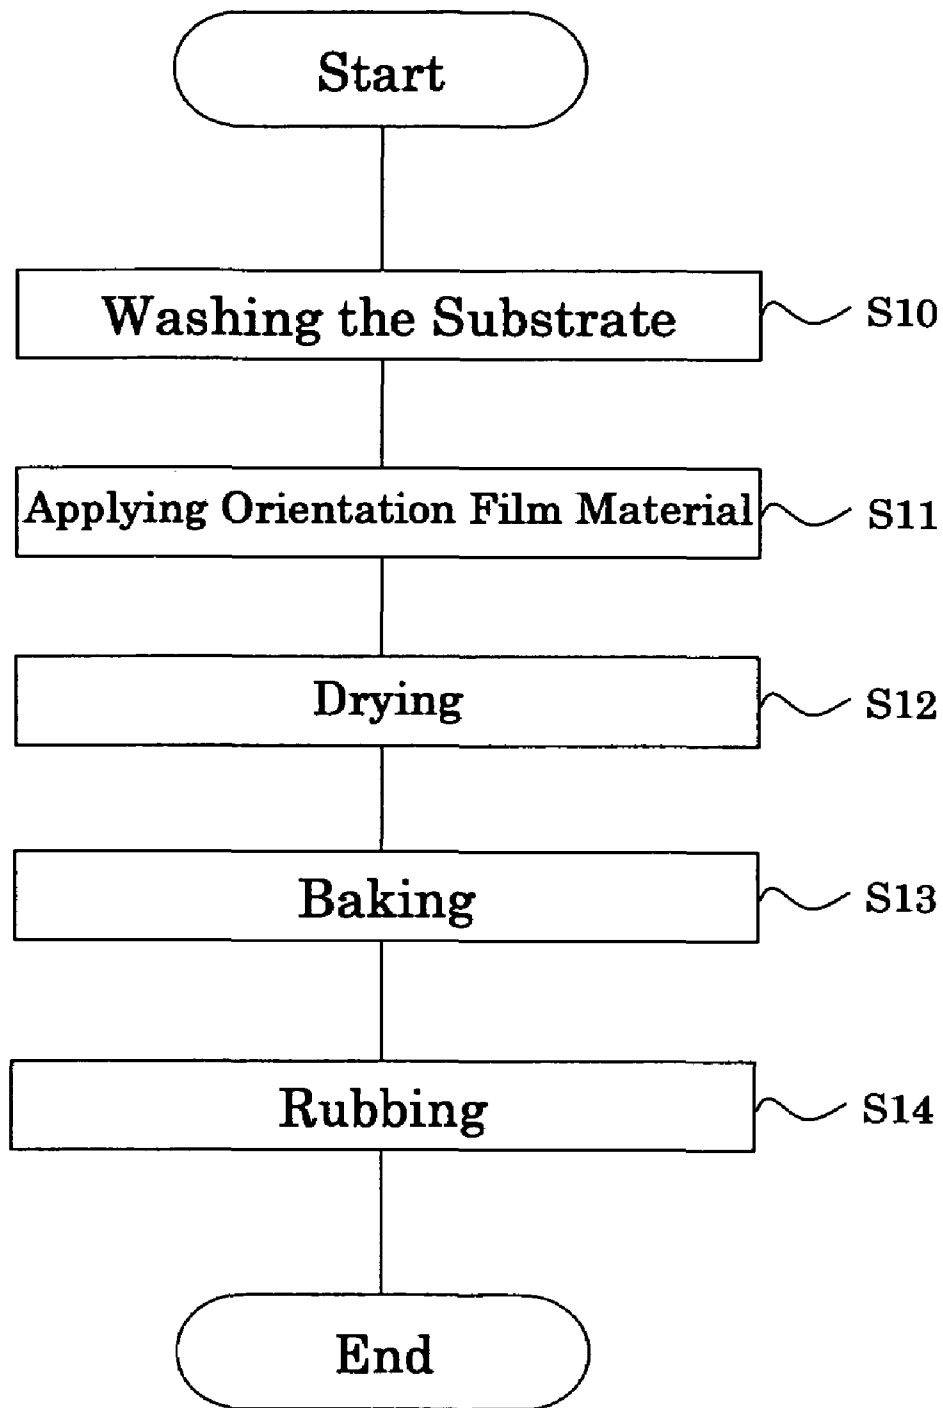 Start
Washing the Substrate S10
Applying Orientation Film Material S11
Drying S12
Baking S13
Rubbing S14
End